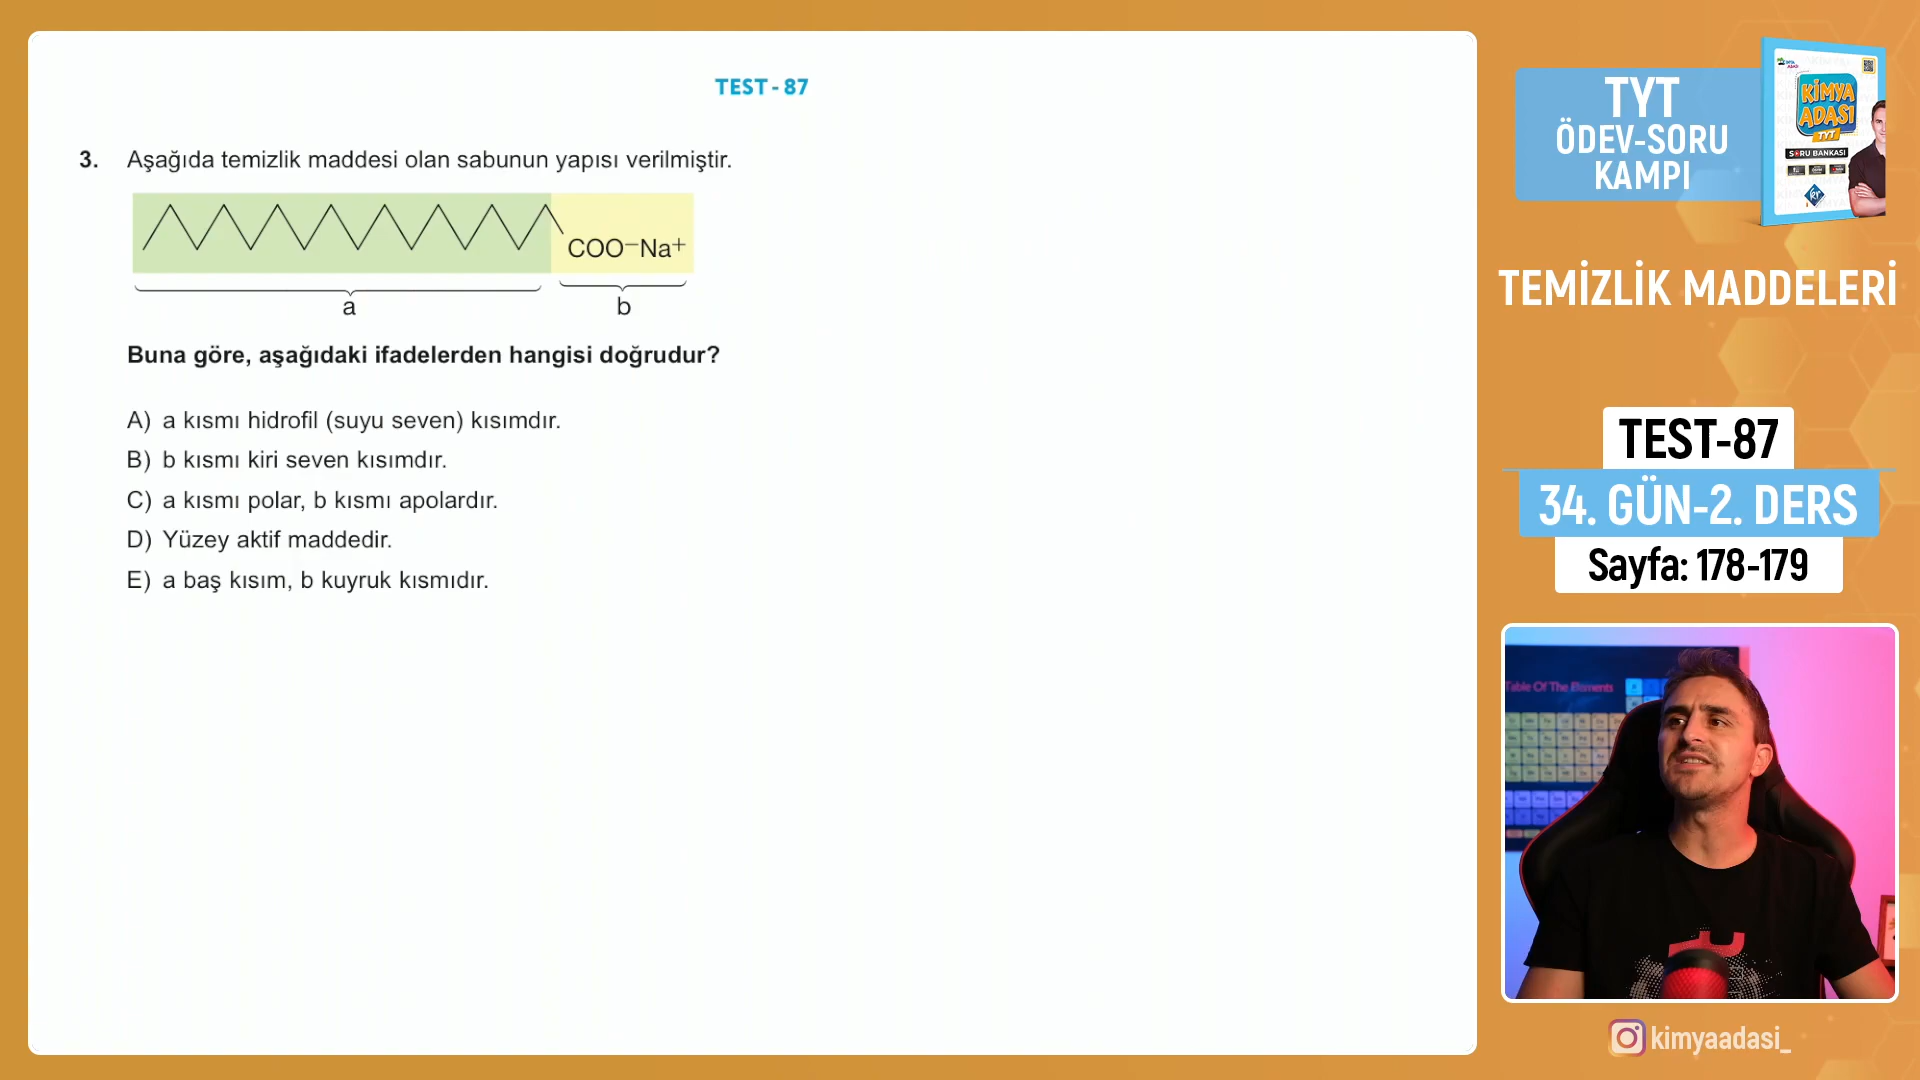 TEST - 87
3. Aşağıda temizlik maddesi olan sabunun yapısı verilmiştir.
COO⁻Na⁺
a
b
Buna göre, aşağıdaki ifadelerden hangisi doğrudur?
A) a kısmı hidrofil (suyu seven) kısımdır.
B) b kısmı kiri seven kısımdır.
C) a kısmı polar, b kısmı apolardır.
D) Yüzey aktif maddedir.
E) a baş kısım, b kuyruk kısmıdır.
TYT
ÖDEV-SORU
KAMPI
KİMYA
ADASI
TYT
SORU BANKASI
TEMİZLİK MADDELERİ
TEST-87
34. GÜN-2. DERS
Sayfa: 178-179
Table Of The Elements
kimyaadasi_